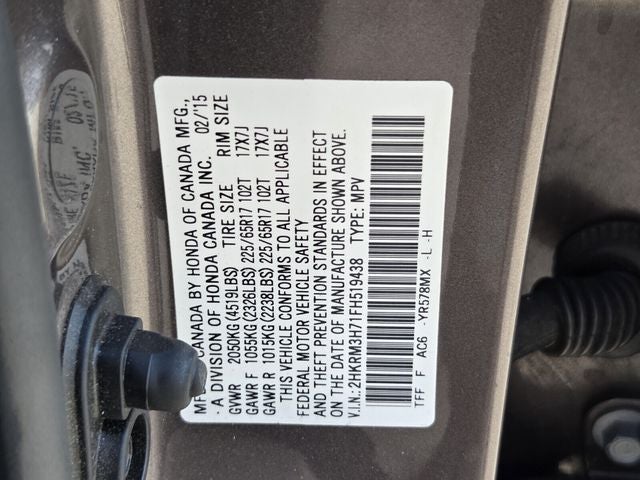 MF CANADA BY HONDA OF CANADA MFG.,
- A DIVISION OF HONDA CANADA INC. 02/'15
GVWR 2050KG(4519LBS) TIRE SIZE RIM SIZE
GAWR F 1055KG(2326LBS)225/65R17 102T 17X7J
GAWR R 1015KG(2238LBS)225/65R17 102T 17X7J
THIS VEHICLE CONFORMS TO ALL APPLICABLE
FEDERAL MOTOR VEHICLE SAFETY
AND THEFT PREVENTION STANDARDS IN EFFECT
ON THE DATE OF MANUFACTURE SHOWN ABOVE.
V.I.N.: 2HKRM3H71FH519438 TYPE: MPV
TFF F AC6 -YR578MX -L -H